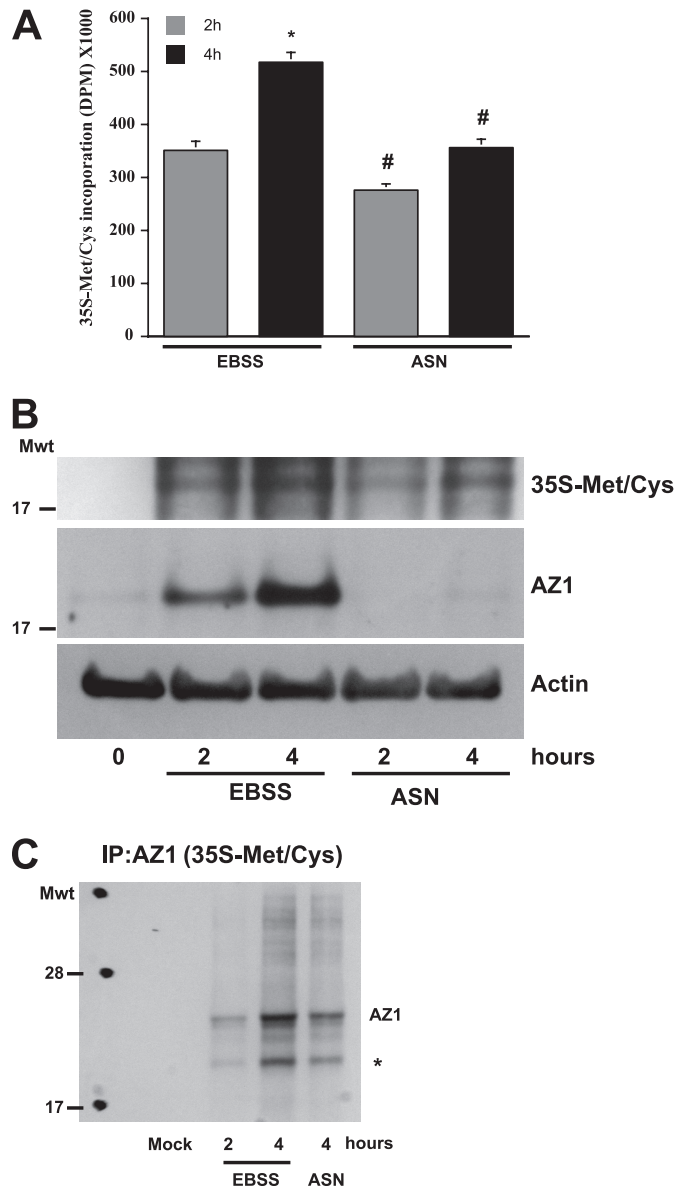 A
600
500
400
300
200
100
0
35S-Met/Cys incoporation (DPM) X1000
2h
4h
*
#
#
EBSS
ASN
B
Mwt
17
35S-Met/Cys
17
AZ1
Actin
0 2 4 2 4 hours
EBSS ASN
C
IP:AZ1 (35S-Met/Cys)
Mwt
28
AZ1
*
17
Mock 2 4 4 hours
EBSS ASN